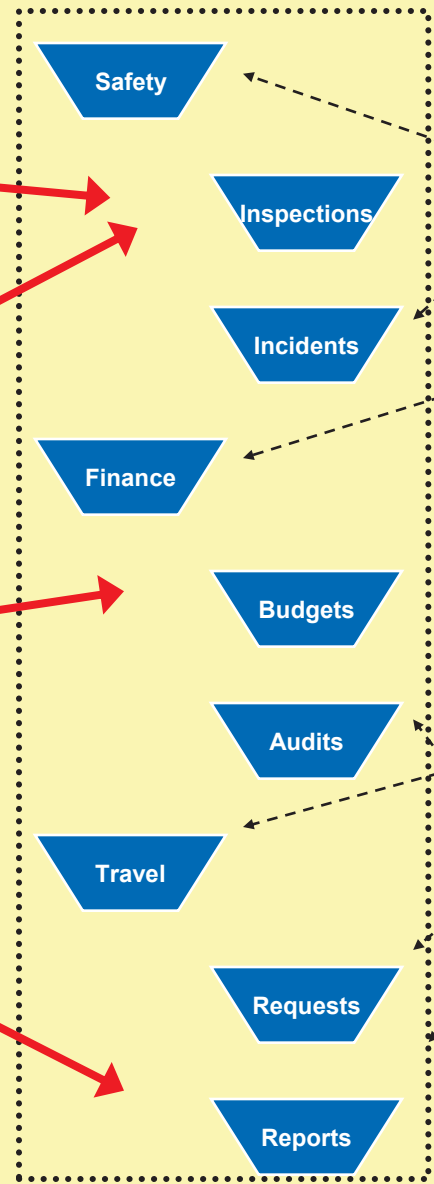 Safety
Inspections
Incidents
Finance
Budgets
Audits
Travel
Requests
Reports